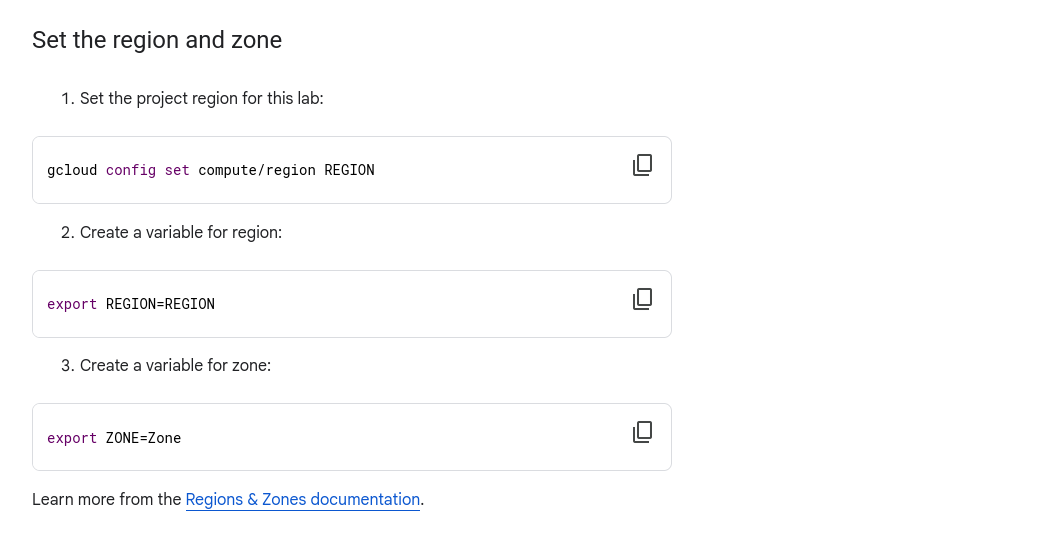 Set the region and zone
1. Set the project region for this lab:
gcloud config set compute/region REGION
2. Create a variable for region:
export REGION=REGION
3. Create a variable for zone:
export ZONE=Zone
Learn more from the Regions & Zones documentation.